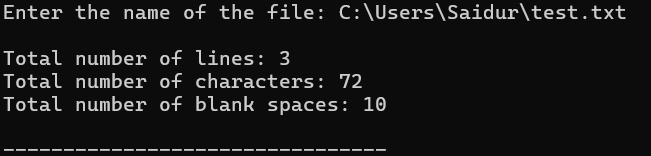 Enter the name of the file: C:\Users\Saidur\test.txt
Total number of lines: 3
Total number of characters: 72
Total number of blank spaces: 10
________________________________